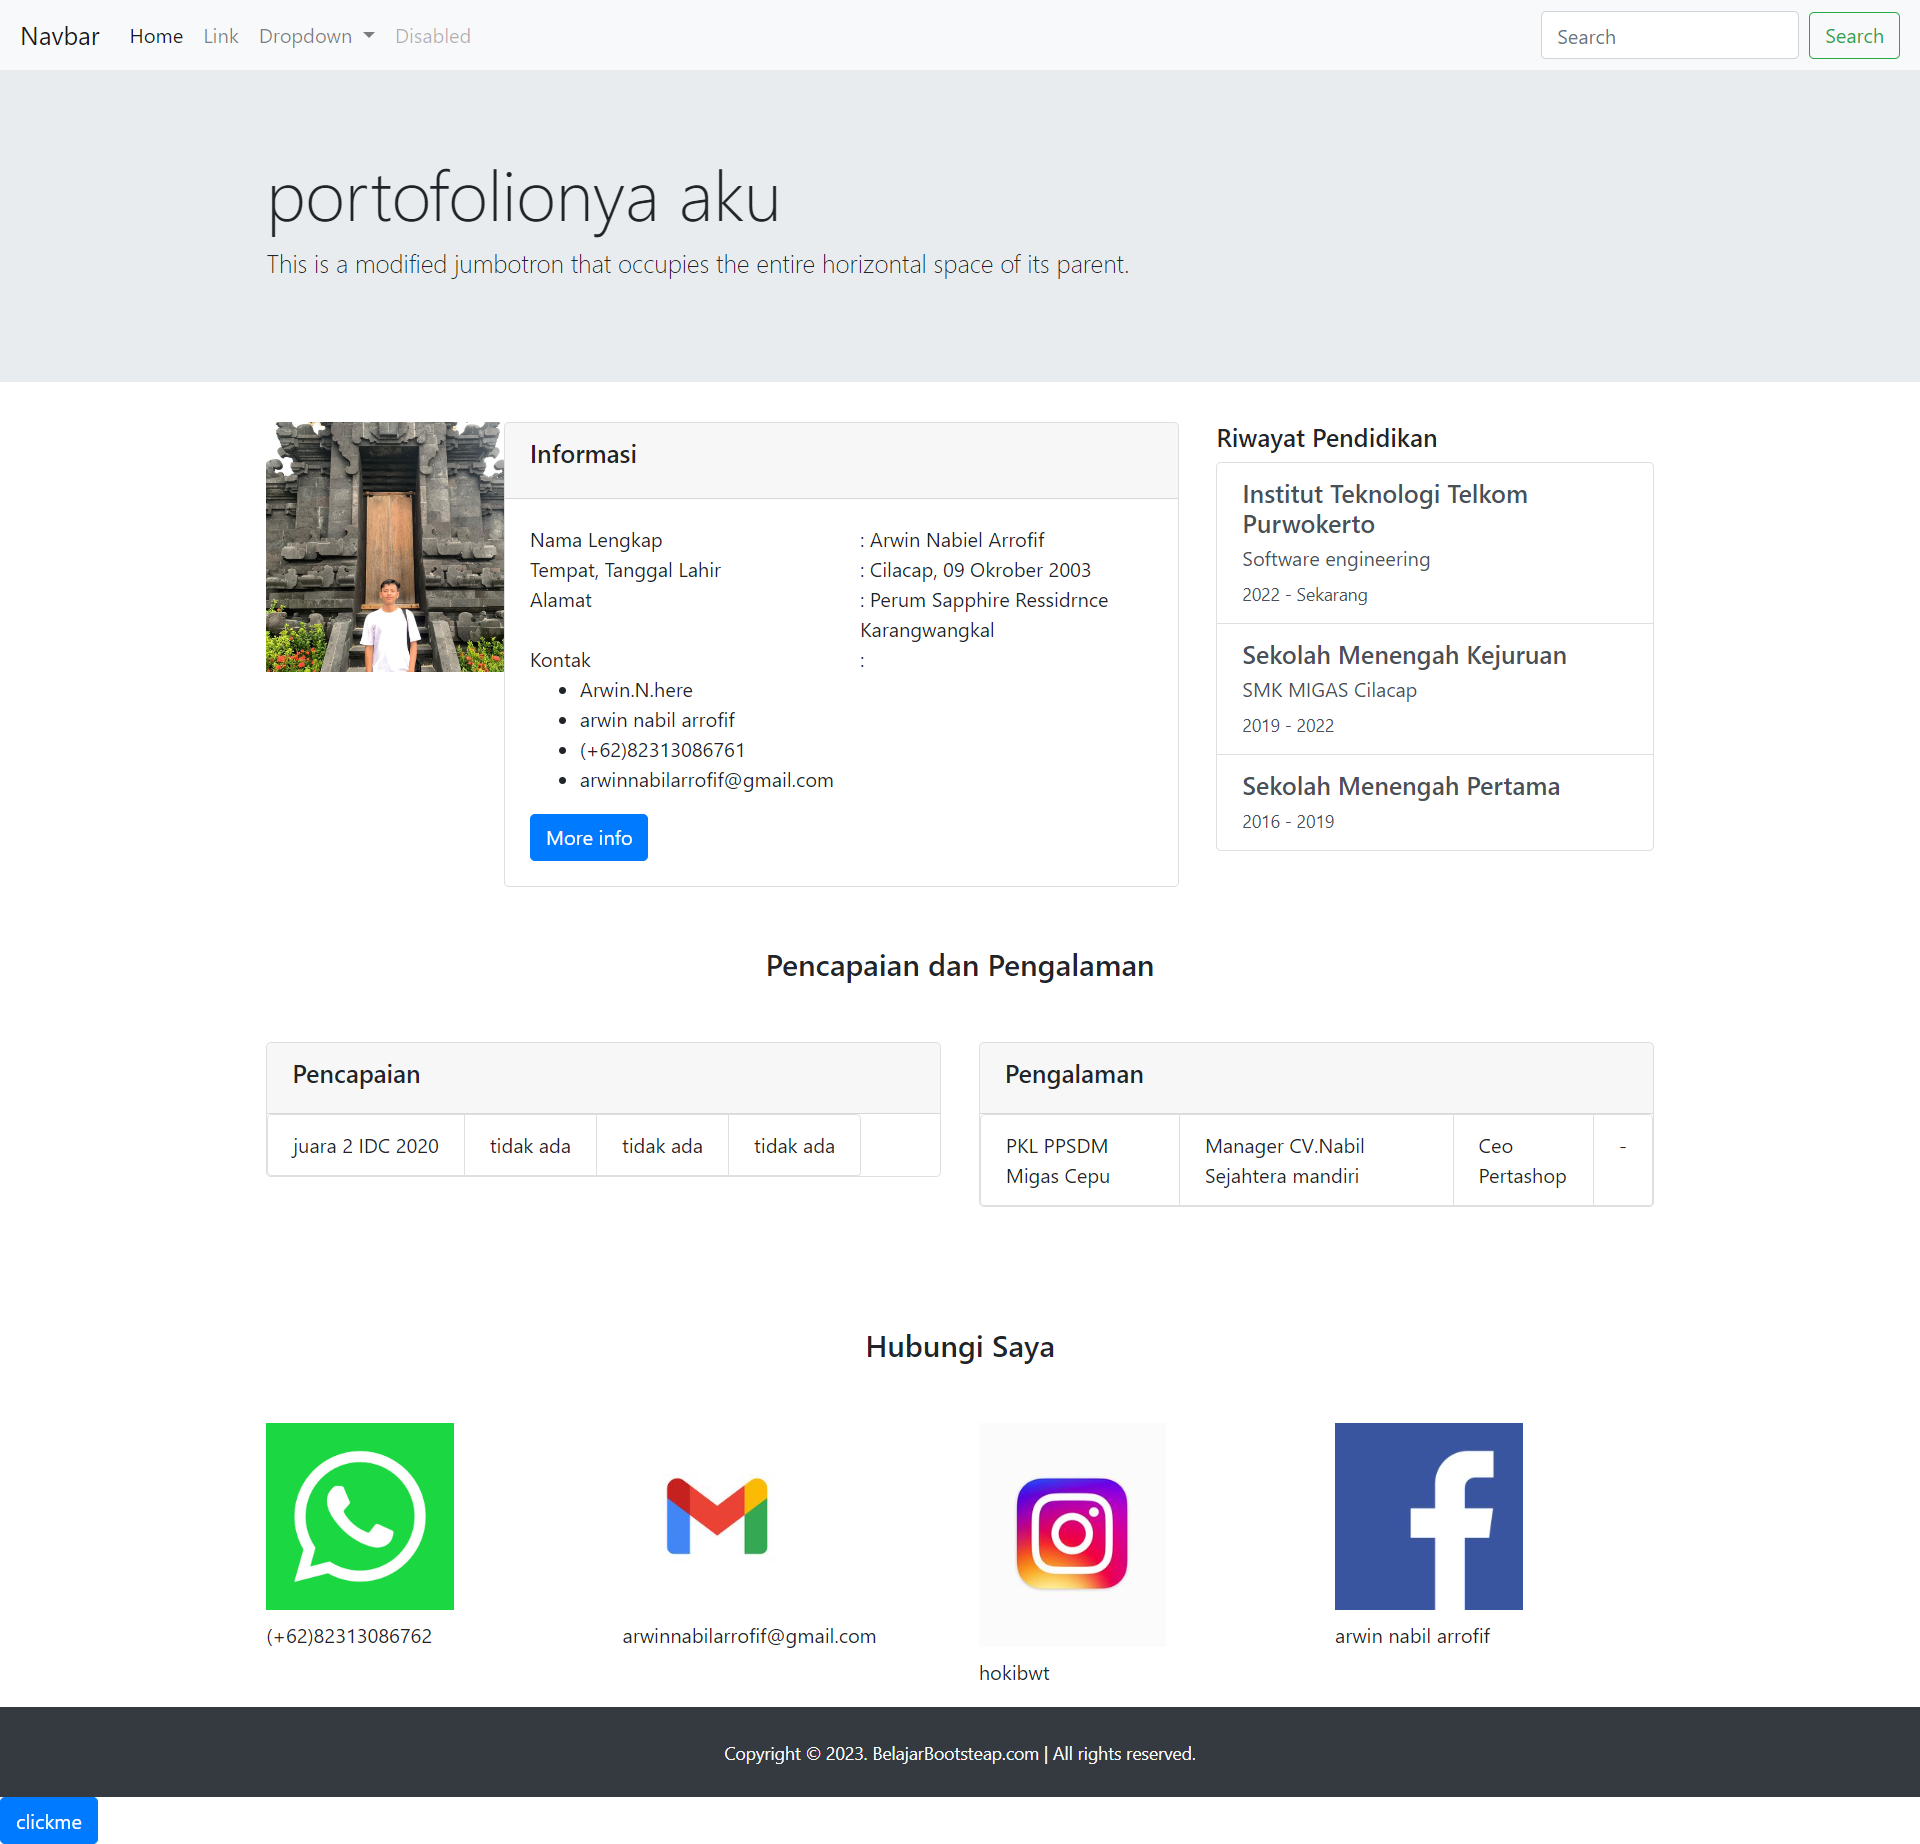 Navbar Home Link Dropdown Disabled Search Search
portofolionya aku
This is a modified jumbotron that occupies the entire horizontal space of its parent.
Informasi
Nama Lengkap : Arwin Nabiel Arrofif
Tempat, Tanggal Lahir : Cilacap, 09 Okrober 2003
Alamat : Perum Sapphire Ressidrnce
Karangwangkal
Kontak :
• Arwin.N.here
• arwin nabil arrofif
• (+62)82313086761
• arwinnabilarrofif@gmail.com
More info
Riwayat Pendidikan
Institut Teknologi Telkom
Purwokerto
Software engineering
2022 - Sekarang
Sekolah Menengah Kejuruan
SMK MIGAS Cilacap
2019 - 2022
Sekolah Menengah Pertama
2016 - 2019
Pencapaian dan Pengalaman
Pencapaian
juara 2 IDC 2020 tidak ada tidak ada tidak ada
Pengalaman
PKL PPSDM
Migas Cepu
Manager CV.Nabil
Sejahtera mandiri
Ceo
Pertashop
-
Hubungi Saya
(+62)82313086762
arwinnabilarrofif@gmail.com
hokibwt
arwin nabil arrofif
Copyright © 2023. BelajarBootsteap.com | All rights reserved.
clickme